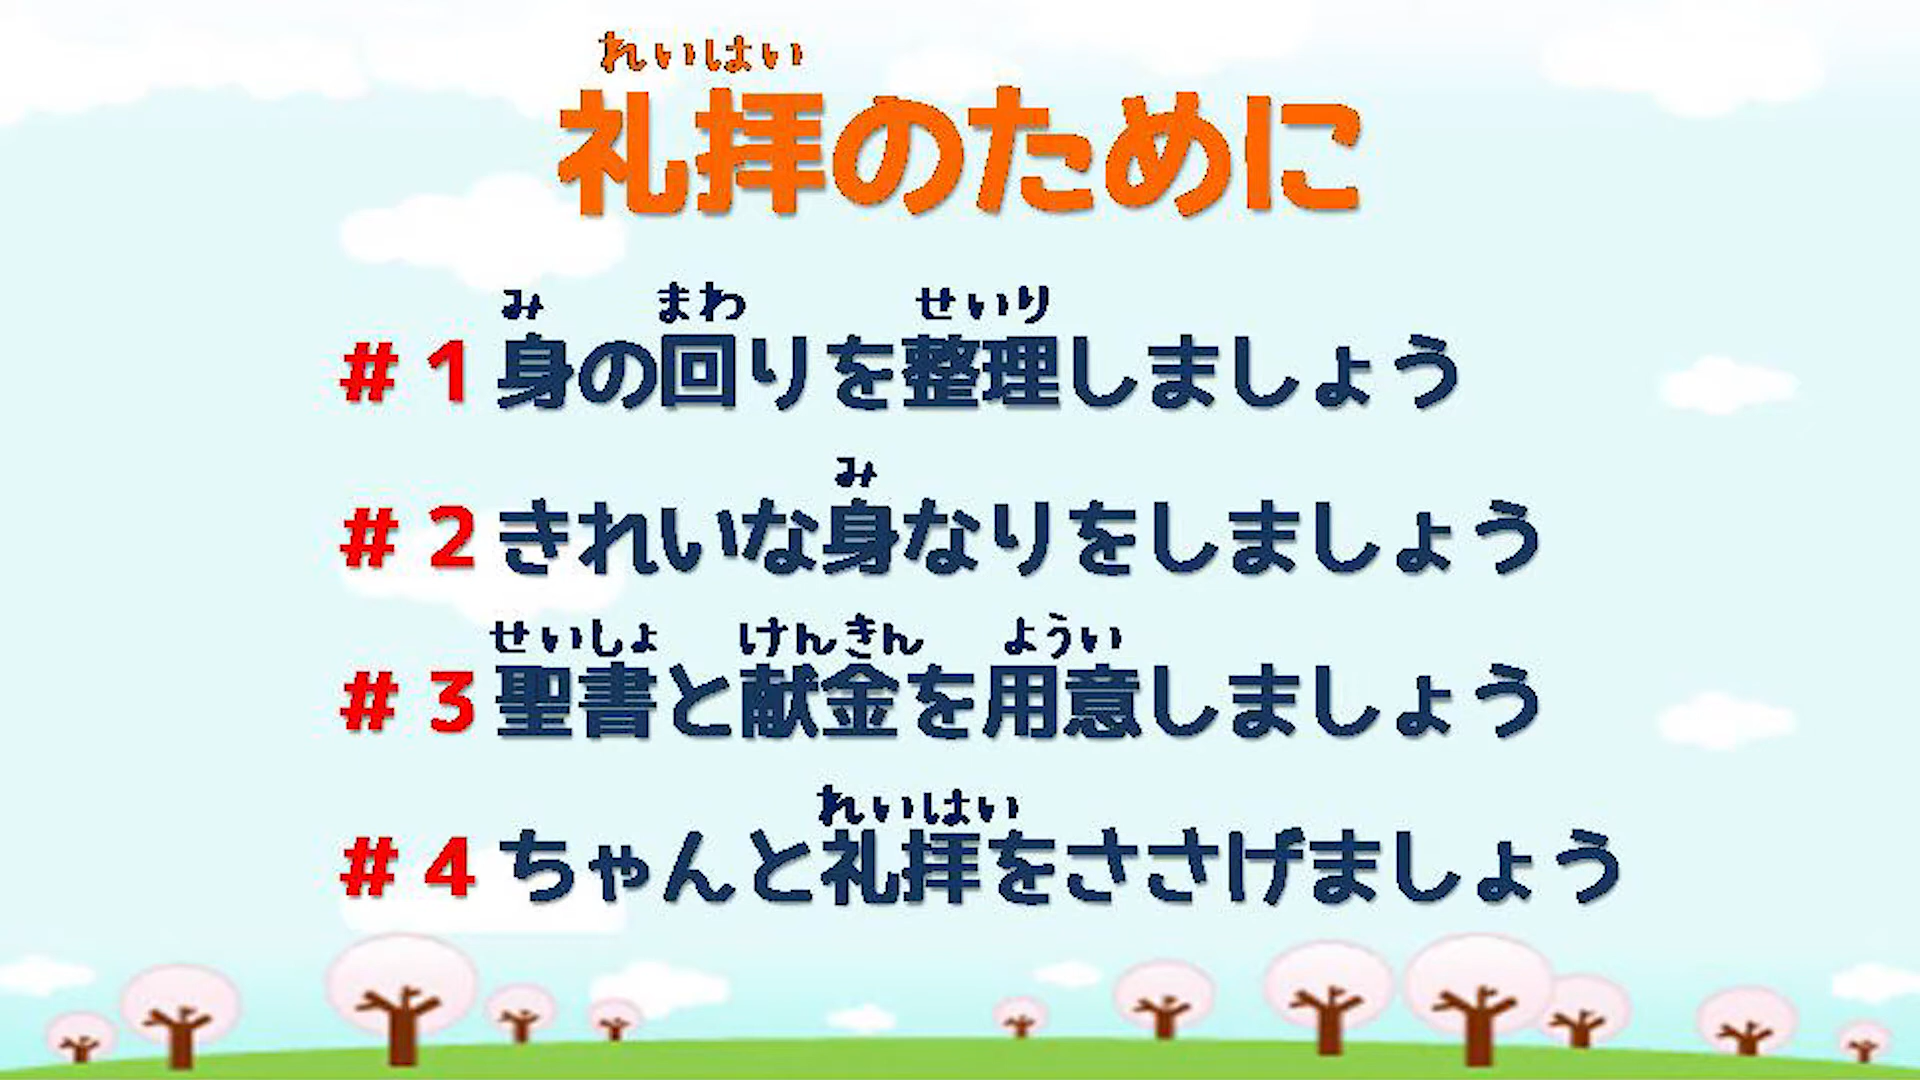 れいはい
礼拝のために
み まわ せいり
#1 身の回りを整理しましょう
み
#2 きれいな身なりをしましょう
せいしょ けんきん ようい
#3 聖書と献金を用意しましょう
れいはい
#4 ちゃんと礼拝をささげましょう